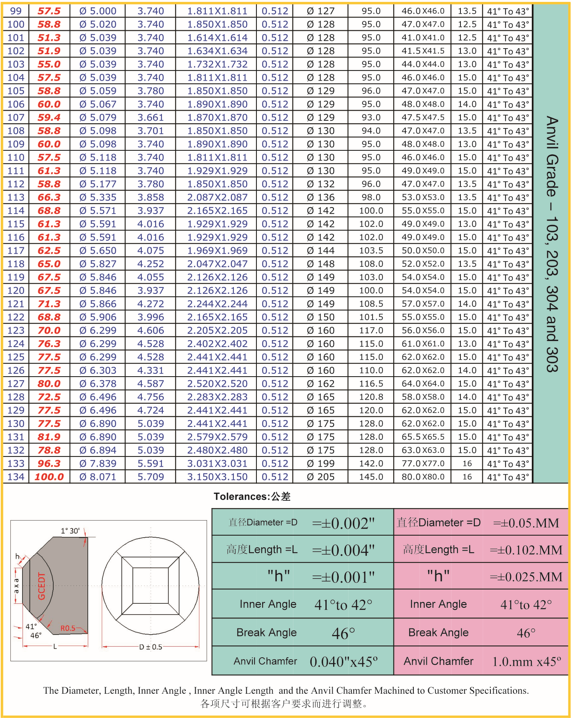 99 57.5 Ø 5.000 3.740 1.811X1.811 0.512 Ø 127 95.0 46.0X46.0 13.5 41° To 43°
100 58.8 Ø 5.020 3.740 1.850X1.850 0.512 Ø 128 95.0 47.0X47.0 12.5 41° To 43°
101 51.3 Ø 5.039 3.740 1.614X1.614 0.512 Ø 128 95.0 41.0X41.0 12.5 41° To 43°
102 51.9 Ø 5.039 3.740 1.634X1.634 0.512 Ø 128 95.0 41.5X41.5 13.0 41° To 43°
103 55.0 Ø 5.039 3.740 1.732X1.732 0.512 Ø 128 95.0 44.0X44.0 13.0 41° To 43°
104 57.5 Ø 5.039 3.740 1.811X1.811 0.512 Ø 128 95.0 46.0X46.0 15.0 41° To 43°
105 58.8 Ø 5.059 3.780 1.850X1.850 0.512 Ø 129 96.0 47.0X47.0 15.0 41° To 43°
106 60.0 Ø 5.067 3.740 1.890X1.890 0.512 Ø 129 95.0 48.0X48.0 14.0 41° To 43°
107 59.4 Ø 5.079 3.661 1.870X1.870 0.512 Ø 129 93.0 47.5X47.5 15.0 41° To 43°
108 58.8 Ø 5.098 3.701 1.850X1.850 0.512 Ø 130 94.0 47.0X47.0 13.5 41° To 43°
109 60.0 Ø 5.098 3.740 1.890X1.890 0.512 Ø 130 95.0 48.0X48.0 13.0 41° To 43°
110 57.5 Ø 5.118 3.740 1.811X1.811 0.512 Ø 130 95.0 46.0X46.0 15.0 41° To 43°
111 61.3 Ø 5.118 3.740 1.929X1.929 0.512 Ø 130 95.0 49.0X49.0 15.0 41° To 43°
112 58.8 Ø 5.177 3.780 1.850X1.850 0.512 Ø 132 96.0 47.0X47.0 13.5 41° To 43°
113 66.3 Ø 5.335 3.858 2.087X2.087 0.512 Ø 136 98.0 53.0X53.0 13.5 41° To 43°
114 68.8 Ø 5.571 3.937 2.165X2.165 0.512 Ø 142 100.0 55.0X55.0 15.0 41° To 43°
115 61.3 Ø 5.591 4.016 1.929X1.929 0.512 Ø 142 102.0 49.0X49.0 13.0 41° To 43°
116 61.3 Ø 5.591 4.016 1.929X1.929 0.512 Ø 142 102.0 49.0X49.0 15.0 41° To 43°
117 62.5 Ø 5.650 4.075 1.969X1.969 0.512 Ø 144 103.5 50.0X50.0 15.0 41° To 43°
118 65.0 Ø 5.827 4.252 2.047X2.047 0.512 Ø 148 108.0 52.0X52.0 13.5 41° To 43°
119 67.5 Ø 5.846 4.055 2.126X2.126 0.512 Ø 149 103.0 54.0X54.0 15.0 41° To 43°
120 67.5 Ø 5.846 3.937 2.126X2.126 0.512 Ø 149 100.0 54.0X54.0 15.0 41° To 43°
121 71.3 Ø 5.866 4.272 2.244X2.244 0.512 Ø 149 108.5 57.0X57.0 14.0 41° To 43°
122 68.8 Ø 5.906 3.996 2.165X2.165 0.512 Ø 150 101.5 55.0X55.0 15.0 41° To 43°
123 70.0 Ø 6.299 4.606 2.205X2.205 0.512 Ø 160 117.0 56.0X56.0 15.0 41° To 43°
124 76.3 Ø 6.299 4.528 2.402X2.402 0.512 Ø 160 115.0 61.0X61.0 13.0 41° To 43°
125 77.5 Ø 6.299 4.528 2.441X2.441 0.512 Ø 160 115.0 62.0X62.0 15.0 41° To 43°
126 77.5 Ø 6.303 4.331 2.441X2.441 0.512 Ø 160 110.0 62.0X62.0 14.0 41° To 43°
127 80.0 Ø 6.378 4.587 2.520X2.520 0.512 Ø 162 116.5 64.0X64.0 15.0 41° To 43°
128 72.5 Ø 6.496 4.756 2.283X2.283 0.512 Ø 165 120.8 58.0X58.0 14.0 41° To 43°
129 77.5 Ø 6.496 4.724 2.441X2.441 0.512 Ø 165 120.0 62.0X62.0 15.0 41° To 43°
130 77.5 Ø 6.890 5.039 2.441X2.441 0.512 Ø 175 128.0 62.0X62.0 15.0 41° To 43°
131 81.9 Ø 6.890 5.039 2.579X2.579 0.512 Ø 175 128.0 65.5X65.5 15.0 41° To 43°
132 78.8 Ø 6.894 5.039 2.480X2.480 0.512 Ø 175 128.0 63.0X63.0 15.0 41° To 43°
133 96.3 Ø 7.839 5.591 3.031X3.031 0.512 Ø 199 142.0 77.0X77.0 16 41° To 43°
134 100.0 Ø 8.071 5.709 3.150X3.150 0.512 Ø 205 145.0 80.0X80.0 16 41° To 43°
Anvil Grade – 103, 203, 304 and 303
Tolerances:公差
直径Diameter =D =±0.002" 直径Diameter =D =±0.05.MM
高度Length =L =±0.004" 高度Length =L =±0.102.MM
"h" =±0.001" "h" =±0.025.MM
Inner Angle 41°to 42° Inner Angle 41°to 42°
Break Angle 46° Break Angle 46°
Anvil Chamfer 0.040"x45º Anvil Chamfer 1.0.mm x45º
1° 30'
h
a x a
GCEDT
41°
46°
R0.5
L
D ± 0.5
The Diameter, Length, Inner Angle , Inner Angle Length and the Anvil Chamfer Machined to Customer Specifications.
各项尺寸可根据客户要求而进行调整。